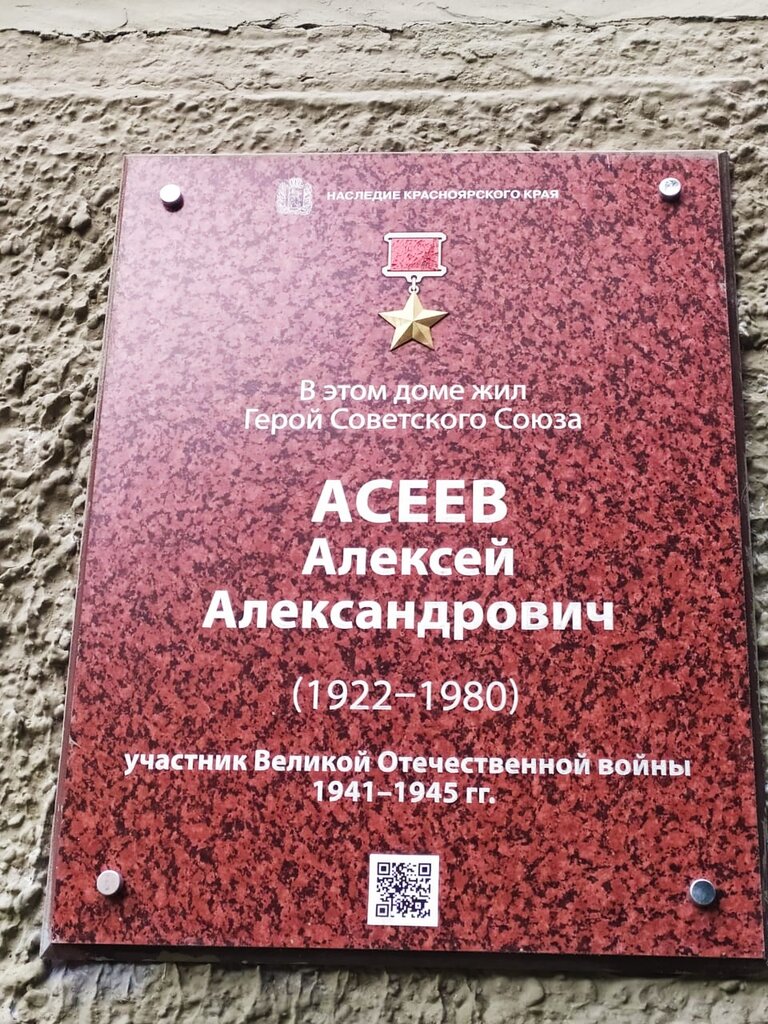 НАСЛЕДИЕ КРАСНОЯРСКОГО КРАЯ
В этом доме жил
Герой Советского Союза
АСЕЕВ
Алексей
Александрович
(1922–1980)
участник Великой Отечественной войны
1941–1945 гг.